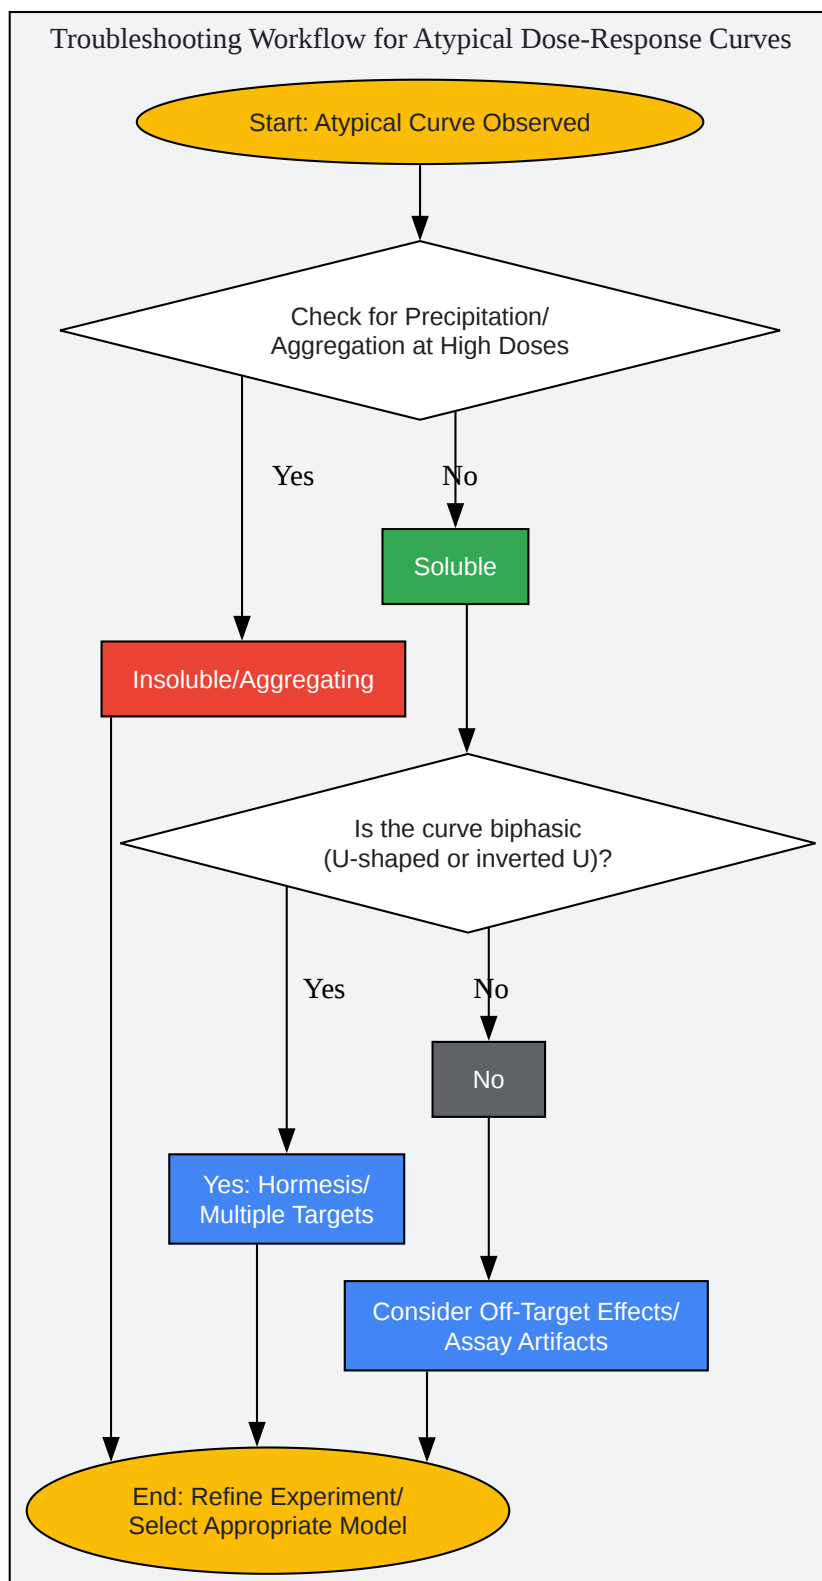 Troubleshooting Workflow for Atypical Dose-Response Curves
Start: Atypical Curve Observed
Check for Precipitation/
Aggregation at High Doses
Yes
No
Soluble
Insoluble/Aggregating
Is the curve biphasic
(U-shaped or inverted U)?
Yes
No
No
Yes: Hormesis/
Multiple Targets
Consider Off-Target Effects/
Assay Artifacts
End: Refine Experiment/
Select Appropriate Model